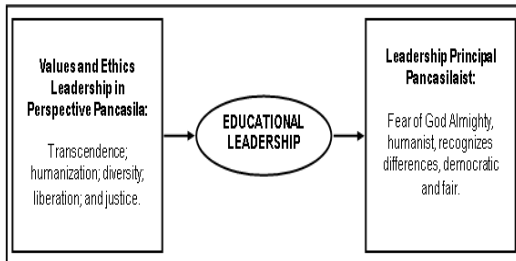 Values and Ethics
Leadership in
Perspective Pancasila:
Transcendence;
humanization; diversity;
liberation; and justice.
EDUCATIONAL
LEADERSHIP
Leadership Principal
Pancasilaist:
Fear of God Almighty,
humanist, recognizes
differences, democratic
and fair.